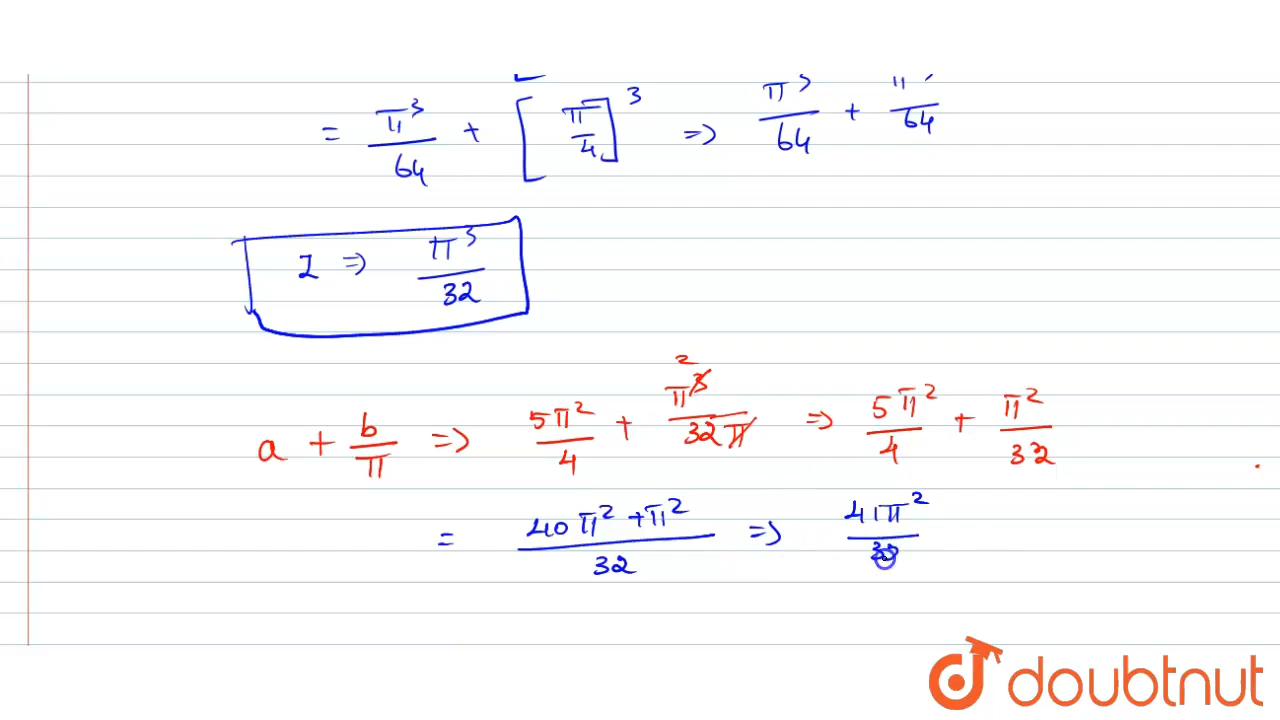 = π³/64 + [π/4]³ => π³/64 + π³/64
I => π³/32
a + b/π => 5π²/4 + π³²/32π => 5π²/4 + π²/32
= 40π² + π²/32 => 41π²/32
doubtnut